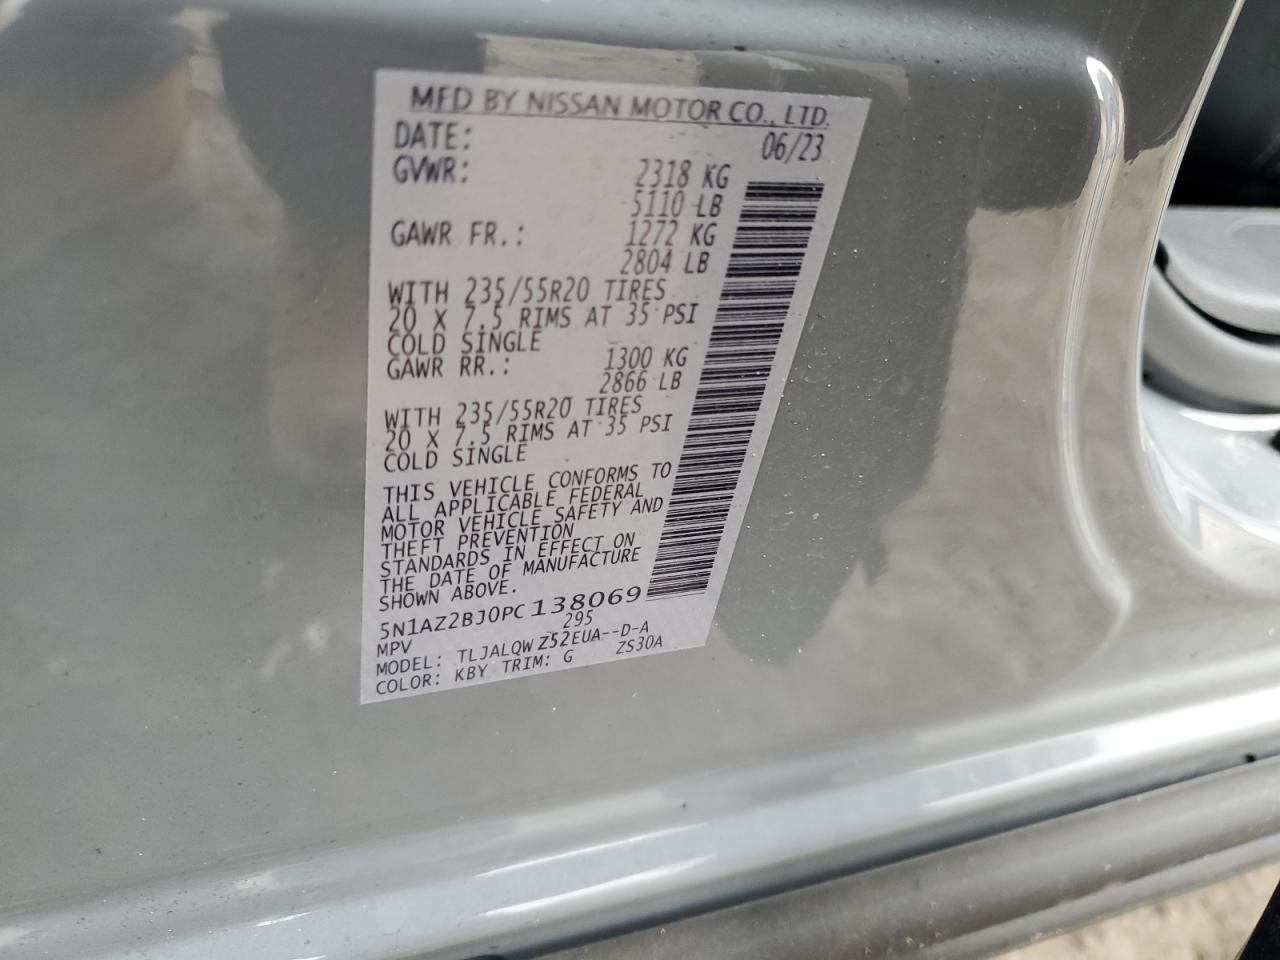 MFD BY NISSAN MOTOR CO., LTD.
DATE: 06/23
GVWR: 2318 KG
5110 LB
GAWR FR.: 1272 KG
2804 LB
WITH 235/55R20 TIRES
20 X 7.5 RIMS AT 35 PSI
COLD SINGLE
GAWR RR.: 1300 KG
2866 LB
WITH 235/55R20 TIRES
20 X 7.5 RIMS AT 35 PSI
COLD SINGLE
THIS VEHICLE CONFORMS TO
ALL APPLICABLE FEDERAL
MOTOR VEHICLE SAFETY AND
THEFT PREVENTION
STANDARDS IN EFFECT ON
THE DATE OF MANUFACTURE
SHOWN ABOVE.
5N1AZ2BJ0PC138069
MPV 295
MODEL: TLJALQWZ52EUA--D-A
COLOR: KBY TRIM: G ZS30A